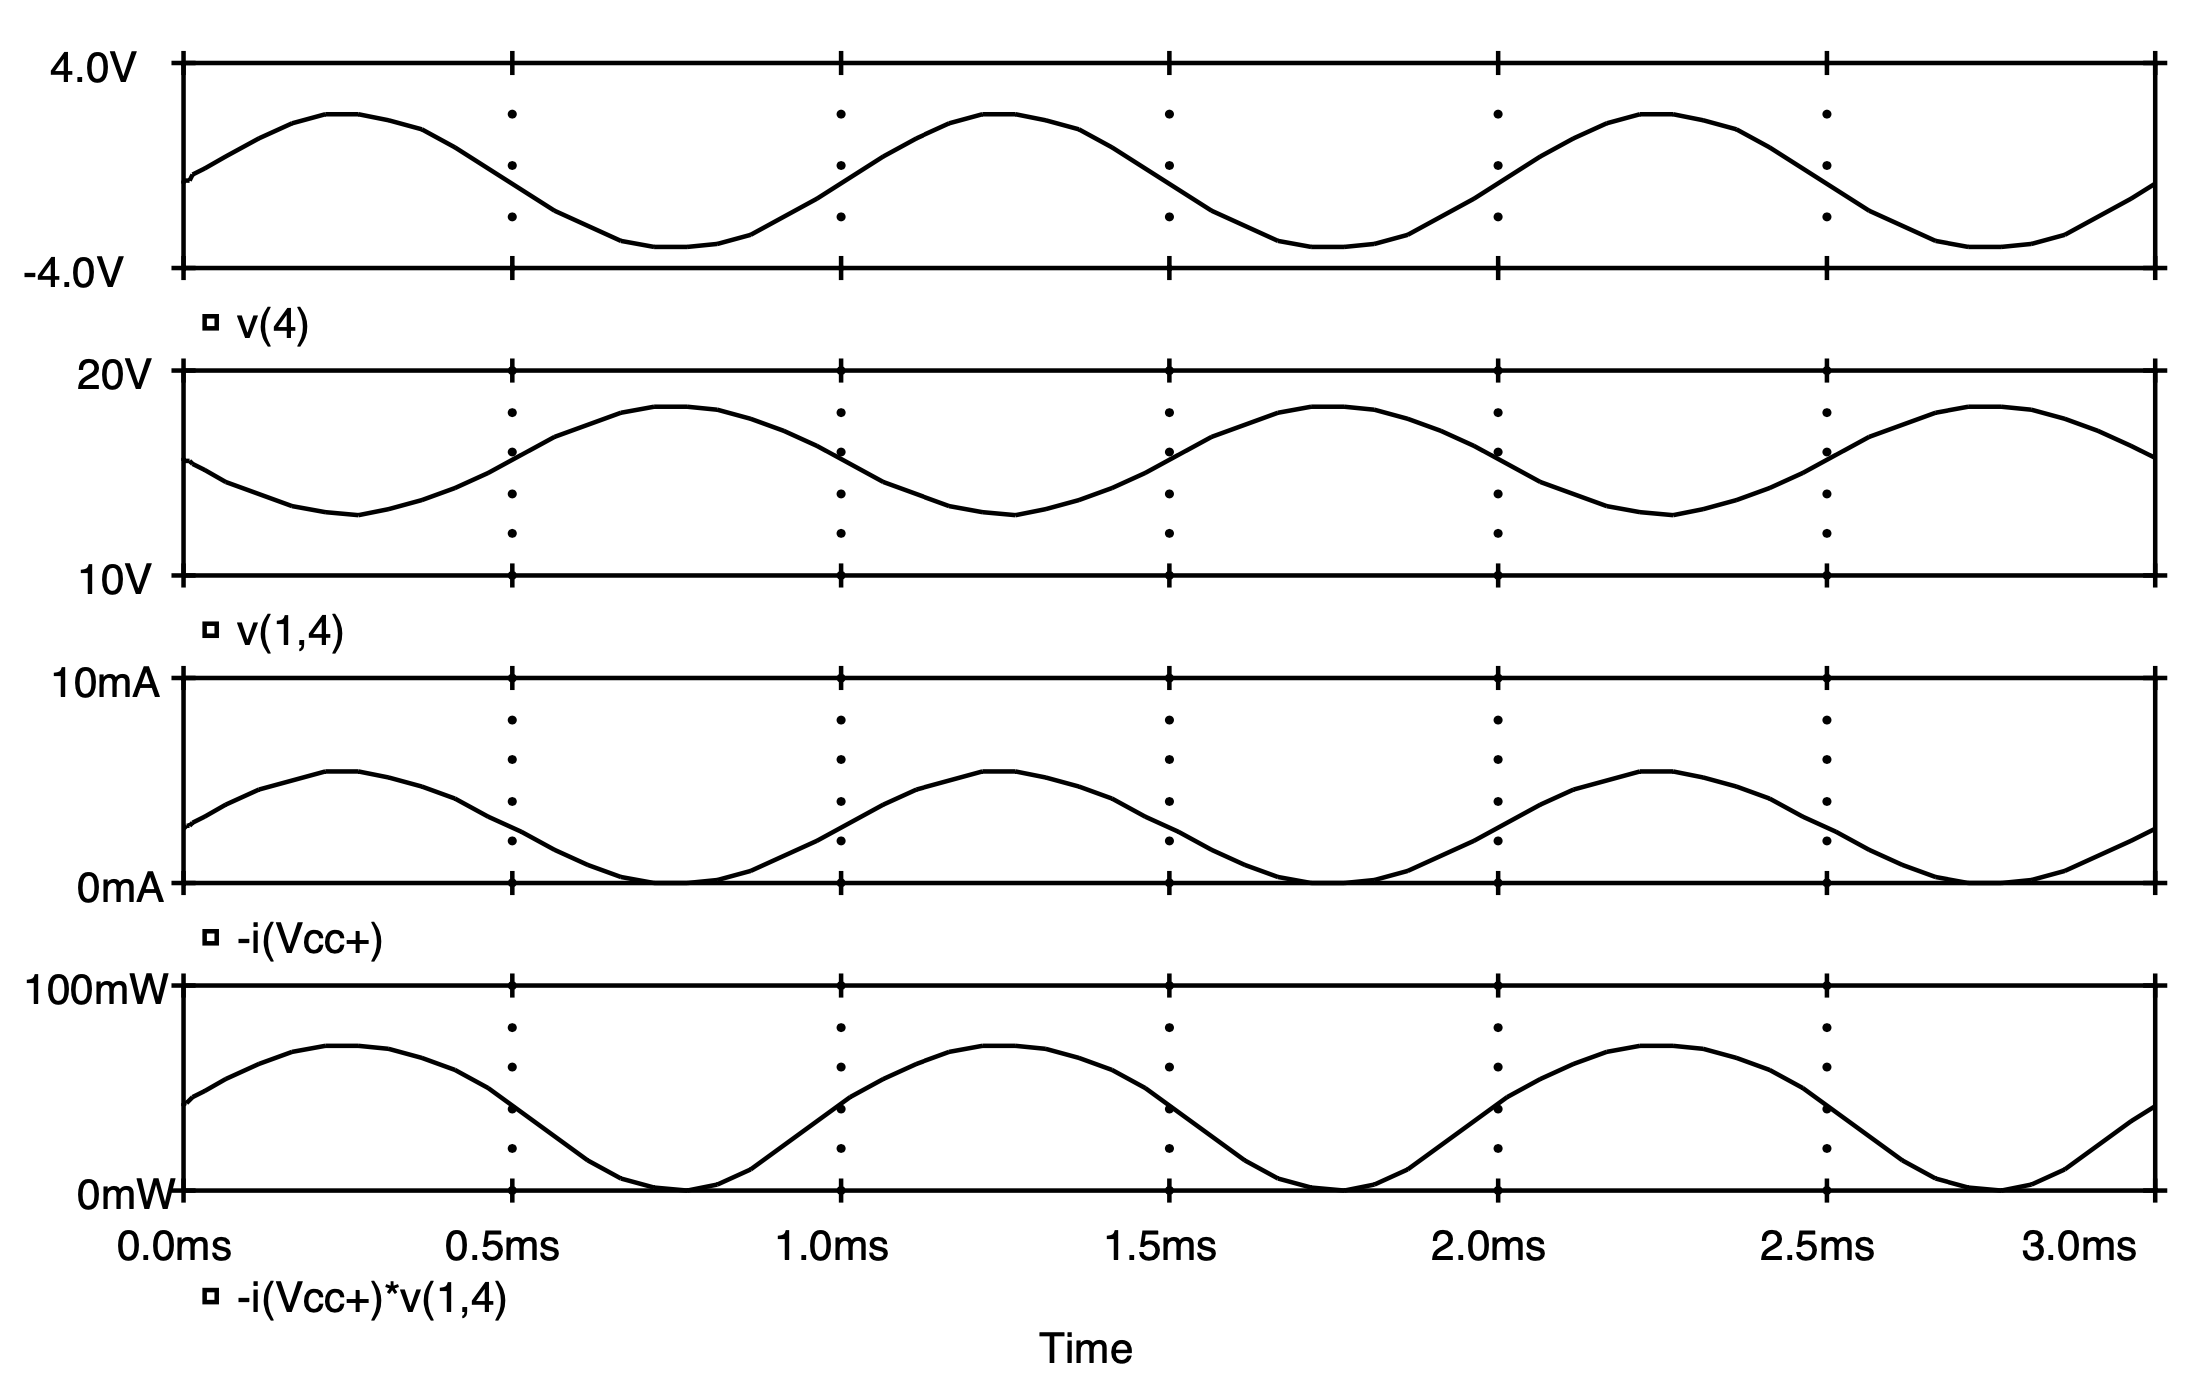 4.0V
-4.0V
v(4)
20V
10V
v(1,4)
10mA
0mA
-i(Vcc+)
100mW
0mW
0.0ms 0.5ms 1.0ms 1.5ms 2.0ms 2.5ms 3.0ms
-i(Vcc+)*v(1,4)
Time